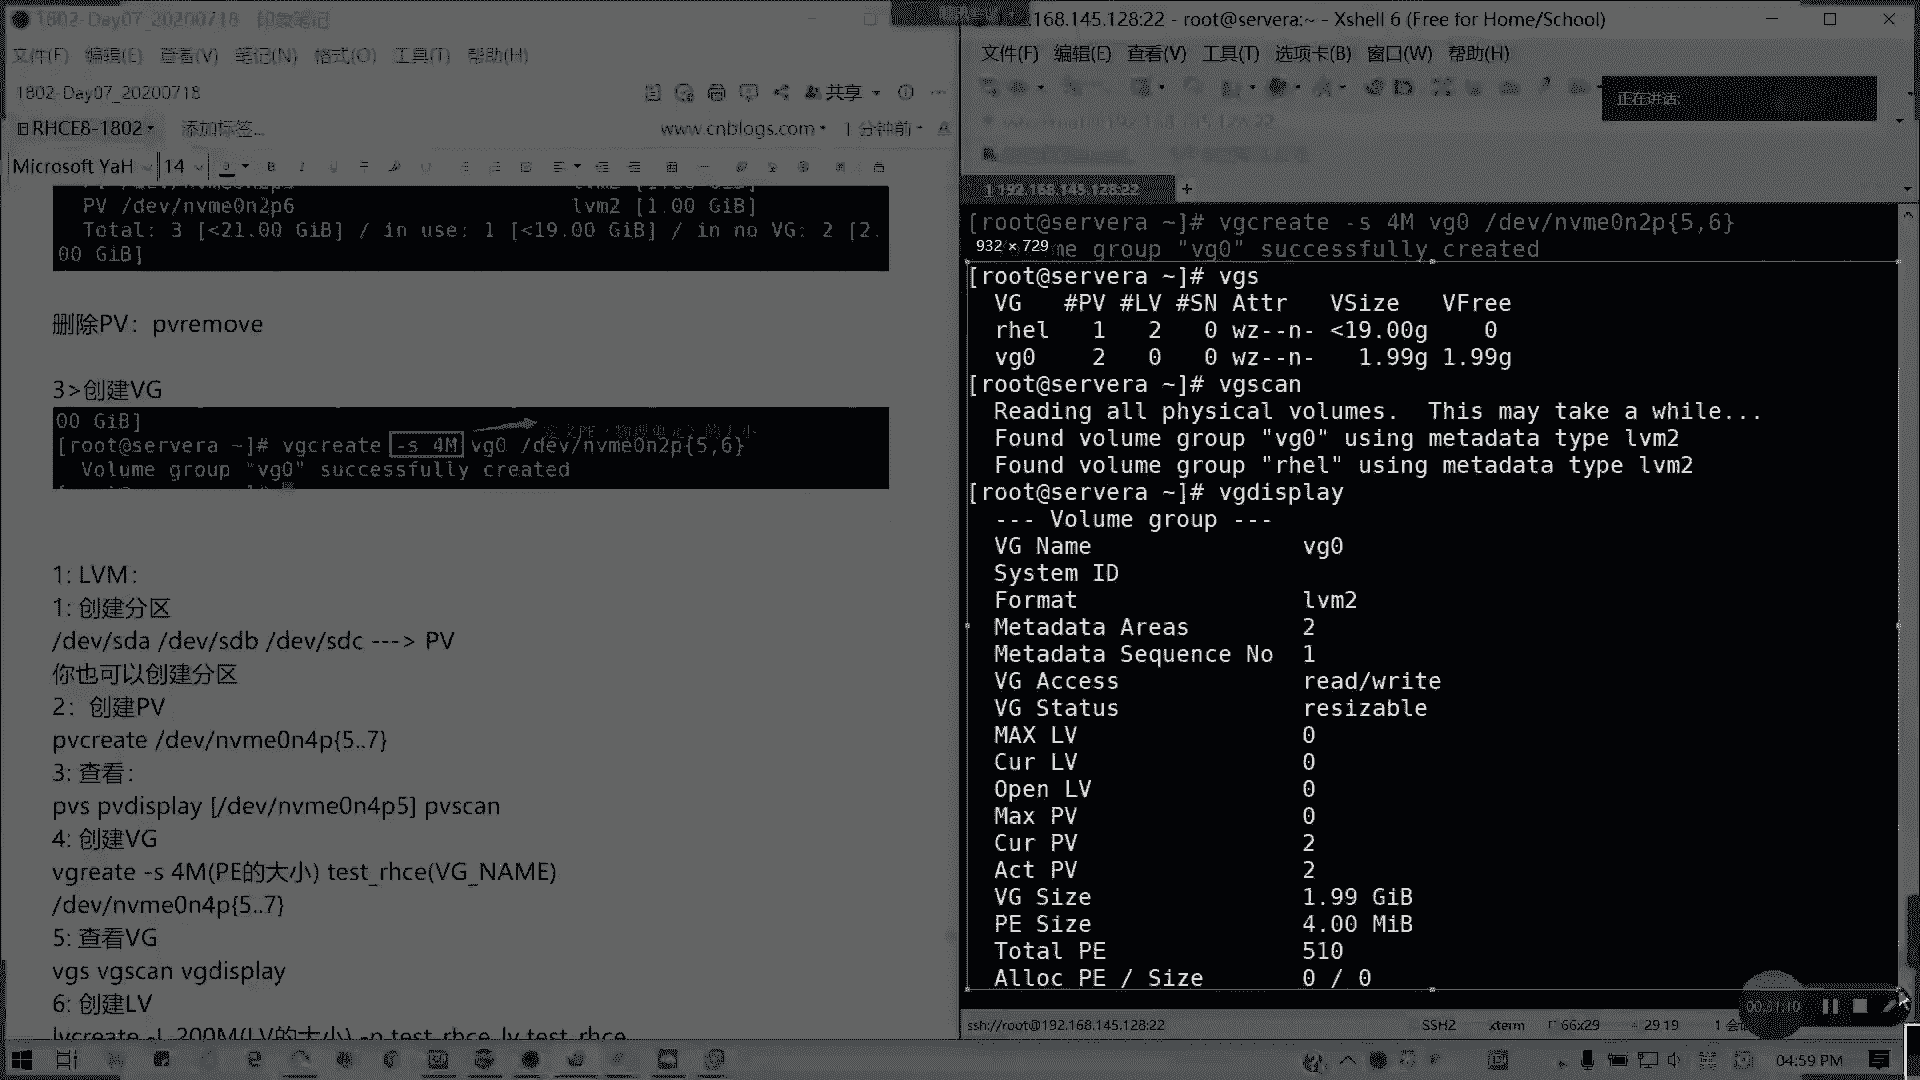 1802-Day07_20200718
文件(F) 编辑(E) 查看(V) 笔记(N) 格式(O) 工具(T) 帮助(H)
1802-Day07_20200718
共享
RHCE8-1802
添加标签...
www.cnblogs.com
1 分钟前
Microsoft YaH
14
PV /dev/nvme0n2p6 lvm2 [1.00 GiB]
Total: 3 [<21.00 GiB] / in use: 1 [<19.00 GiB] / in no VG: 2 [2.
00 GiB]
删除PV：pvremove
3>创建VG
00 GiB]
[root@servera ~]# vgcreate -s 4M vg0 /dev/nvme0n2p{5,6}
Volume group "vg0" successfully created
1: LVM：
1: 创建分区
/dev/sda /dev/sdb /dev/sdc ---> PV
你也可以创建分区
2：创建PV
pvcreate /dev/nvme0n4p{5..7}
3: 查看：
pvs pvdisplay [/dev/nvme0n4p5] pvscan
4: 创建VG
vgreate -s 4M(PE的大小) test_rhce(VG_NAME)
/dev/nvme0n4p{5..7}
5: 查看VG
vgs vgscan vgdisplay
6: 创建LV
lvcreate -L 200M(LV的大小) -n test_rhce_lv test_rhce
168.145.128:22 - root@servera:~ - Xshell 6 (Free for Home/School)
文件(F) 编辑(E) 查看(V) 工具(T) 选项卡(B) 窗口(W) 帮助(H)
正在讲话:
1 192.168.145.128:22
[root@servera ~]# vgcreate -s 4M vg0 /dev/nvme0n2p{5,6}
932 × 729
me group "vg0" successfully created
[root@servera ~]# vgs
VG #PV #LV #SN Attr VSize VFree
rhel 1 2 0 wz--n- <19.00g 0
vg0 2 0 0 wz--n- 1.99g 1.99g
[root@servera ~]# vgscan
Reading all physical volumes. This may take a while...
Found volume group "vg0" using metadata type lvm2
Found volume group "rhel" using metadata type lvm2
[root@servera ~]# vgdisplay
--- Volume group ---
VG Name vg0
System ID
Format lvm2
Metadata Areas 2
Metadata Sequence No 1
VG Access read/write
VG Status resizable
MAX LV 0
Cur LV 0
Open LV 0
Max PV 0
Cur PV 2
Act PV 2
VG Size 1.99 GiB
PE Size 4.00 MiB
Total PE 510
Alloc PE / Size 0 / 0
ssh://root@192.168.145.128:22
SSH2
xterm
66x29
29,19
04:59 PM